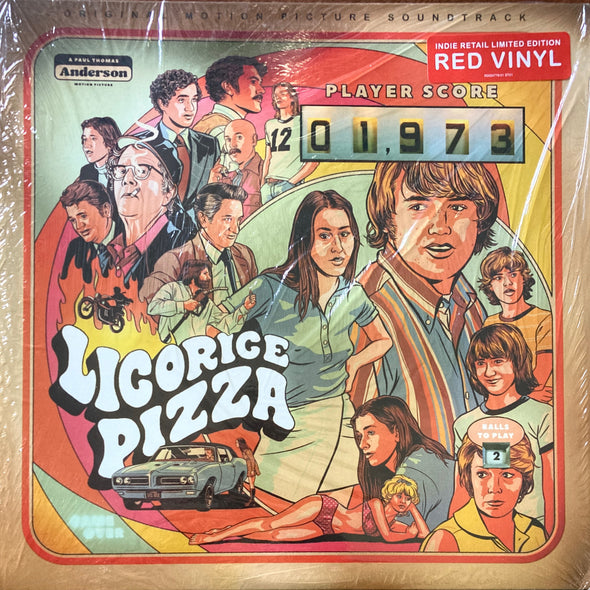 ORIGINAL MOTION PICTURE SOUNDTRACK
INDIE RETAIL LIMITED EDITION
RED VINYL
A PAUL THOMAS
Anderson
MOTION PICTURE
PLAYER SCORE
01,973
12
LICORICE
PIZZA
BALLS
TO PLAY
2
GAME
OVER